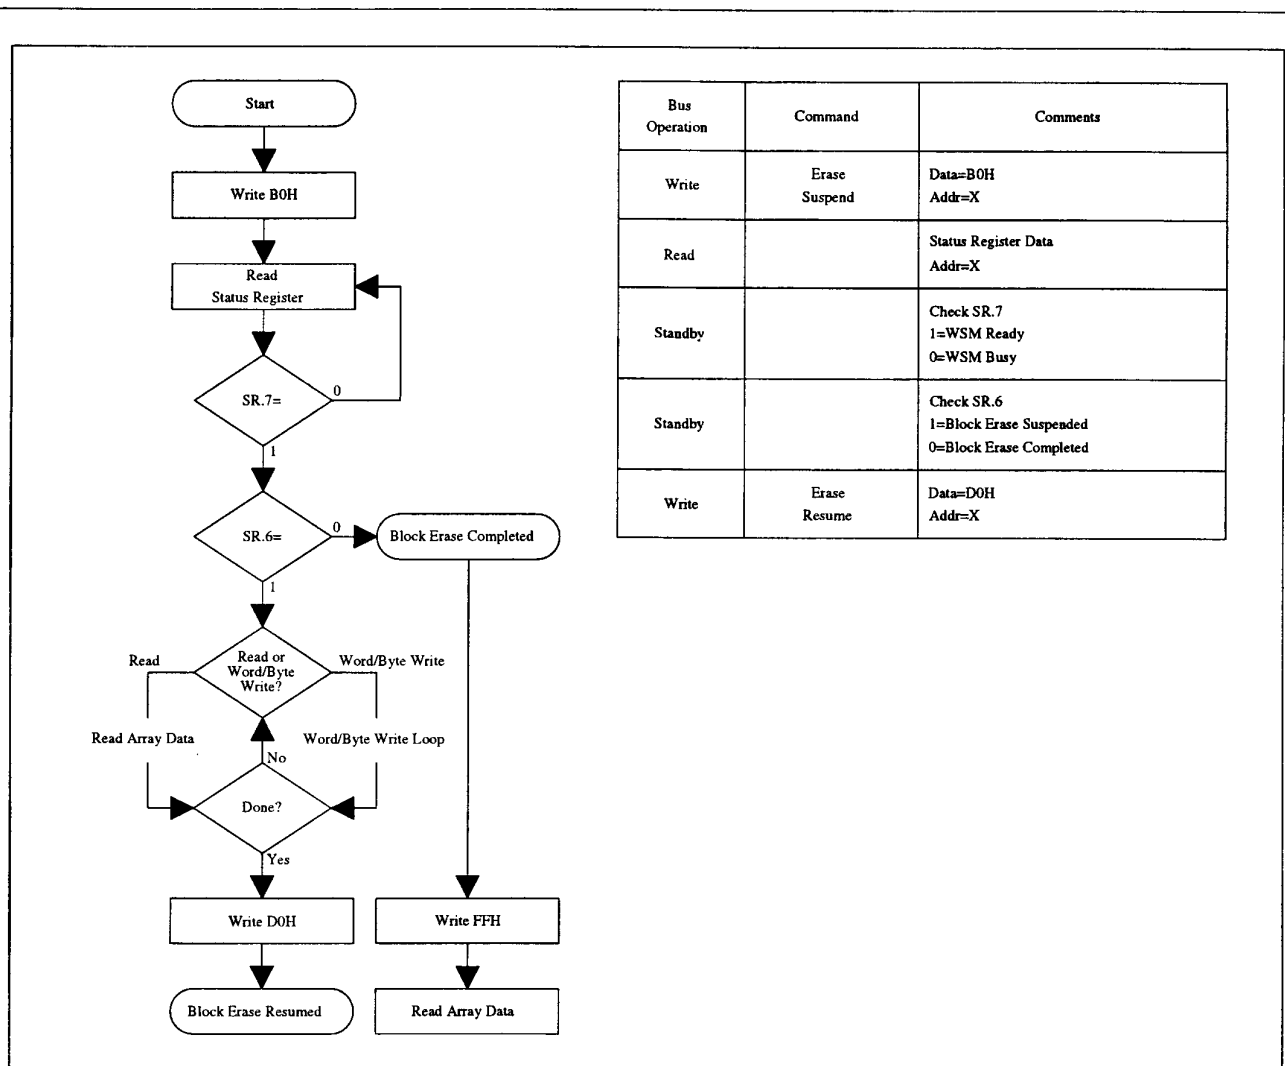 Start
Write B0H
Read
Status Register
0
SR.7=
1
SR.6=
0
Block Erase Completed
1
Read
Read or
Word/Byte
Write?
Word/Byte Write
Read Array Data
Word/Byte Write Loop
No
Done?
Yes
Write D0H
Write FFH
Block Erase Resumed
Read Array Data
Bus
Operation
Command
Comments
Write
Erase
Suspend
Data=B0H
Addr=X
Read
Status Register Data
Addr=X
Standby
Check SR.7
1=WSM Ready
0=WSM Busy
Standby
Check SR.6
1=Block Erase Suspended
0=Block Erase Completed
Write
Erase
Resume
Data=D0H
Addr=X